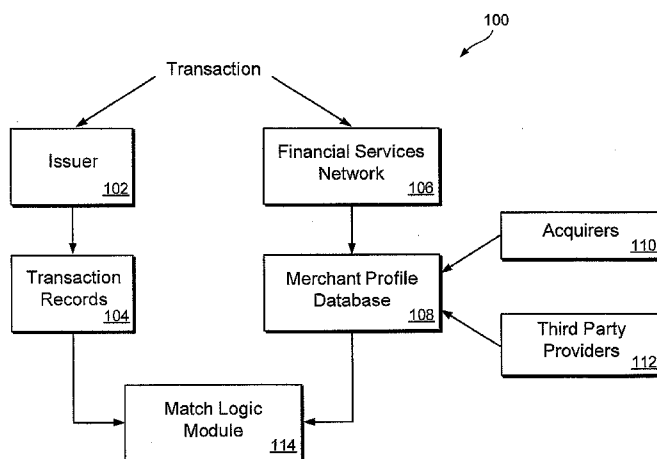 100
Transaction
Issuer
102
Financial Services
Network
106
Transaction
Records
104
Merchant Profile
Database
108
Acquirers
110
Third Party
Providers
112
Match Logic
Module
114